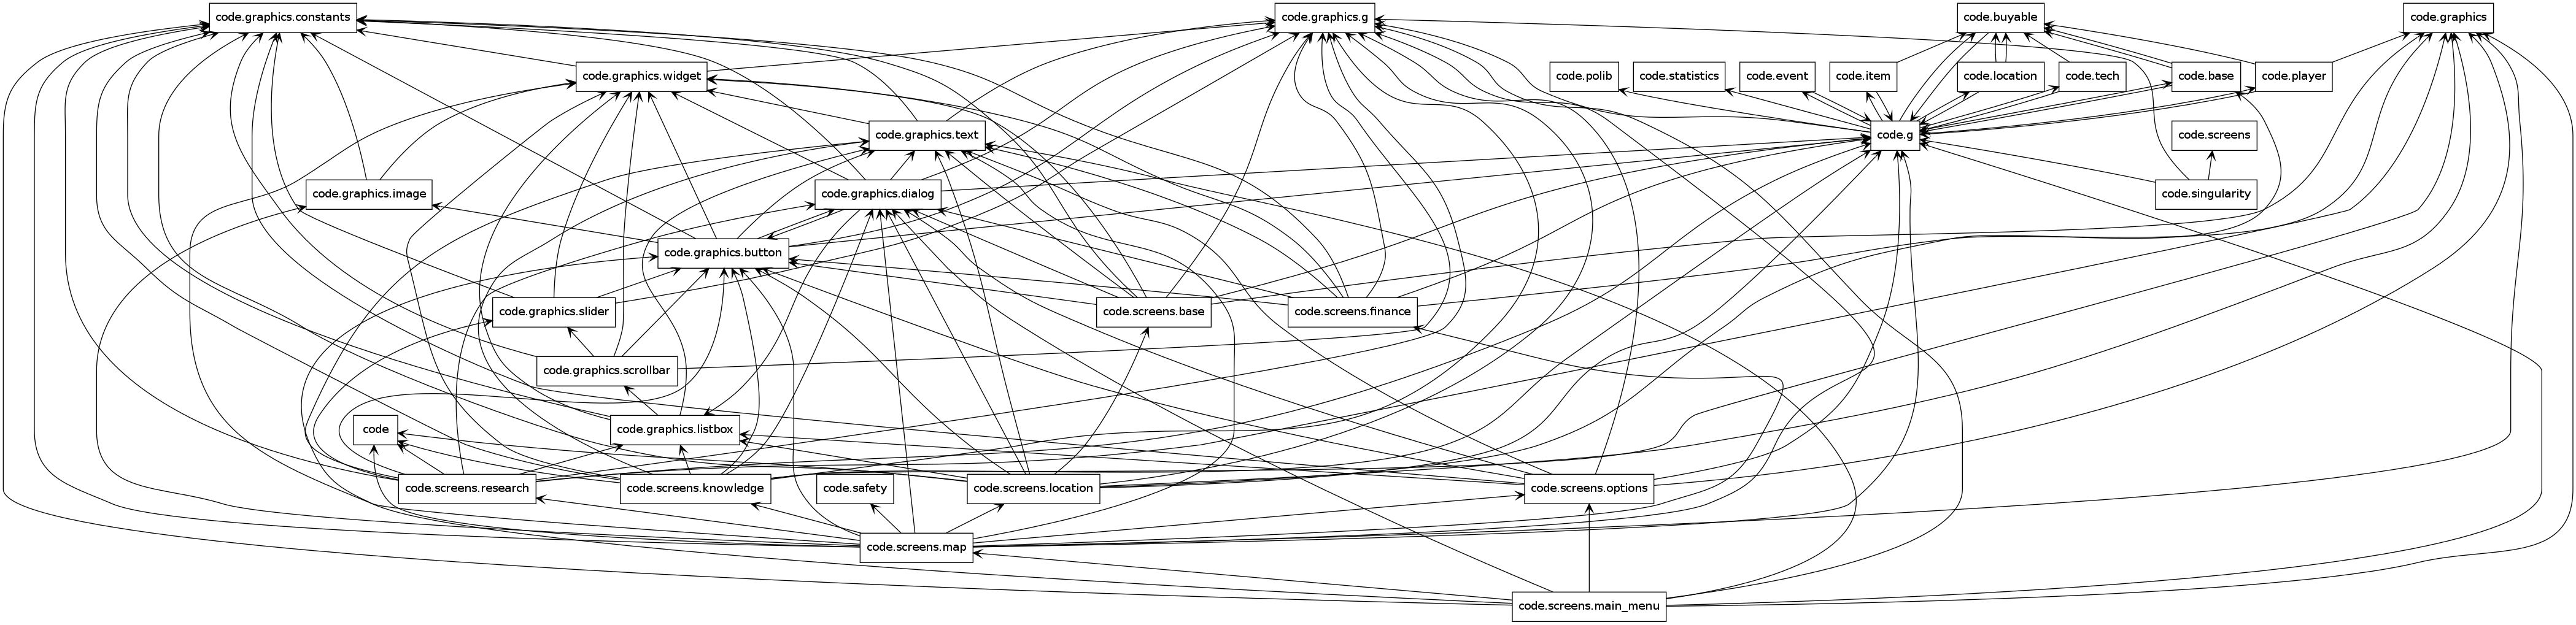 code.graphics.constants
code.graphics.g
code.buyable
code.graphics
code.graphics.widget
code.polib
code.statistics
code.event
code.item
code.location
code.tech
code.base
code.player
code.graphics.text
code.g
code.screens
code.graphics.image
code.graphics.dialog
code.singularity
code.graphics.button
code.graphics.slider
code.screens.base
code.screens.finance
code.graphics.scrollbar
code
code.graphics.listbox
code.screens.research
code.screens.knowledge
code.safety
code.screens.location
code.screens.options
code.screens.map
code.screens.main_menu